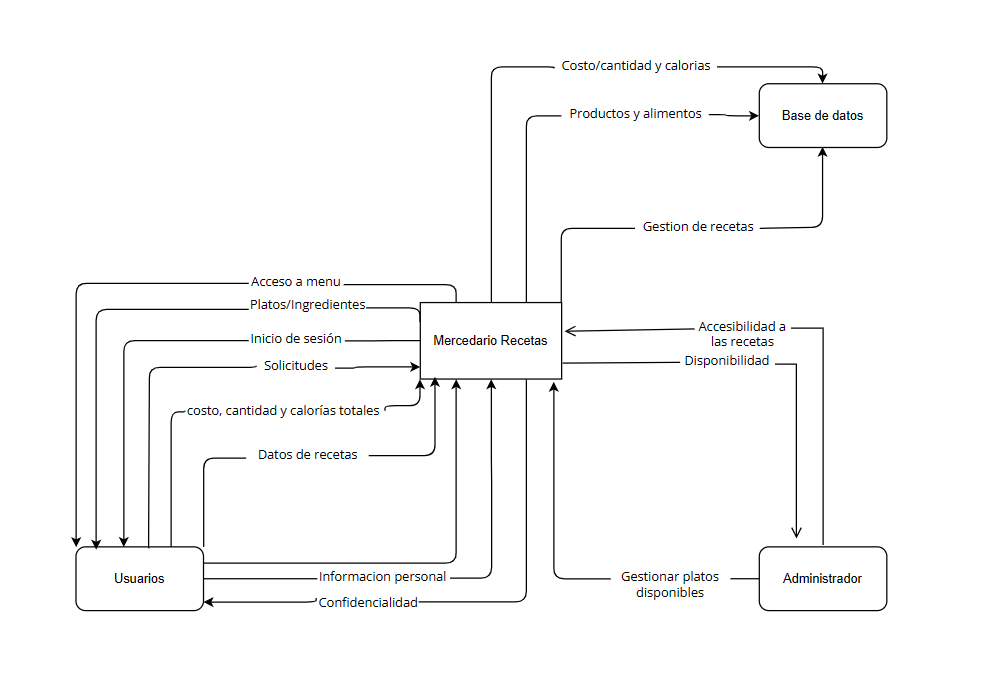 Costo/cantidad y calorias
Productos y alimentos
Base de datos
Gestion de recetas
Acceso a menu
Platos/Ingredientes
Inicio de sesión
Mercedario Recetas
Accesibilidad a
las recetas
Disponibilidad
Solicitudes
costo, cantidad y calorías totales
Datos de recetas
Usuarios
Informacion personal
Confidencialidad
Gestionar platos
disponibles
Administrador